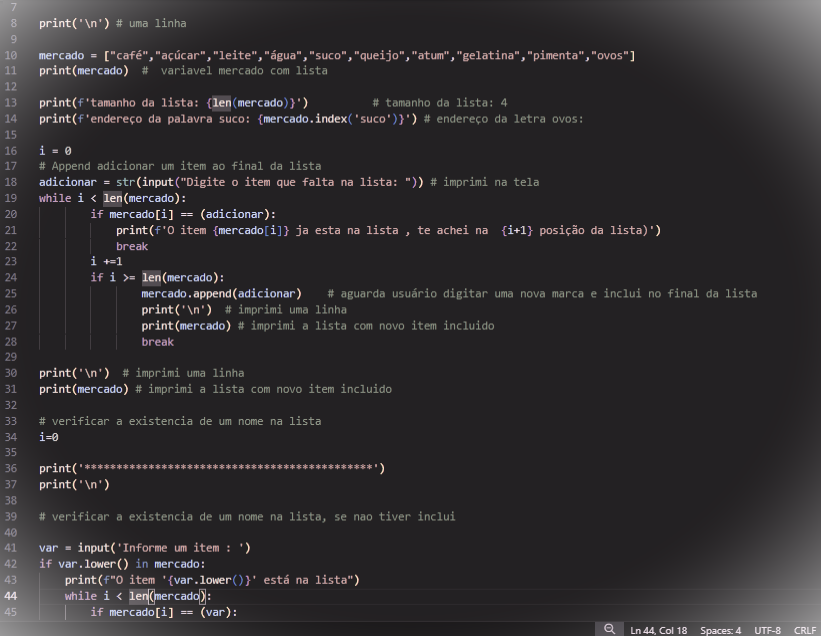 7
8 print('\n') # uma linha
9
10 mercado = ["café","açúcar","leite","água","suco","queijo","atum","gelatina","pimenta","ovos"]
11 print(mercado)  #  variavel mercado com lista
12
13 print(f'tamanho da lista: {len(mercado)}')          # tamanho da lista: 4
14 print(f'endereço da palavra suco: {mercado.index('suco')}') # endereço da letra ovos:
15
16 i = 0
17 # Append adicionar um item ao final da lista
18 adicionar = str(input("Digite o item que falta na lista: ")) # imprimi na tela
19 while i < len(mercado):
20         if mercado[i] == (adicionar):
21             print(f'O item {mercado[i]} ja esta na lista , te achei na  {i+1} posição da lista)')
22             break
23         i +=1
24         if i >= len(mercado):
25                 mercado.append(adicionar)    # aguarda usuário digitar uma nova marca e inclui no final da lista
26                 print('\n')  # imprimi uma linha
27                 print(mercado) # imprimi a lista com novo item incluido
28                 break
29
30 print('\n')  # imprimi uma linha
31 print(mercado) # imprimi a lista com novo item incluido
32
33 # verificar a existencia de um nome na lista
34 i=0
35
36 print('*********************************************')
37 print('\n')
38
39 # verificar a existencia de um nome na lista, se nao tiver inclui
40
41 var = input('Informe um item : ')
42 if var.lower() in mercado:
43     print(f"O item '{var.lower()}' está na lista")
44     while i < len(mercado):
45         if mercado[i] == (var):
Ln 44, Col 18 Spaces: 4 UTF-8 CRLF